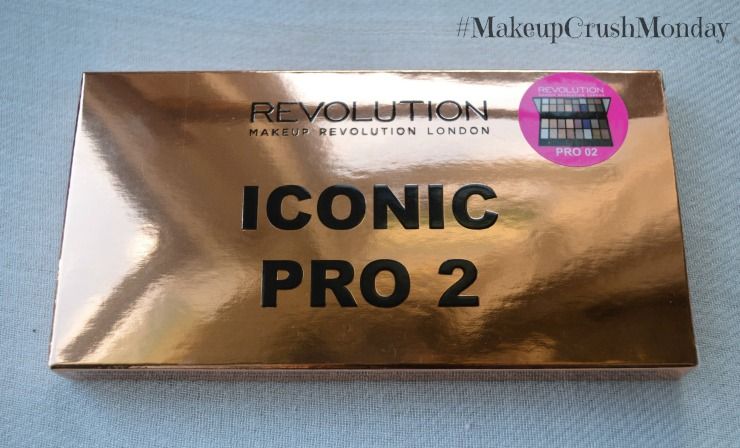 #MakeupCrushMonday
REVOLUTION
MAKEUP REVOLUTION LONDON
ICONIC
PRO 2
REVOLUTION
PRO 02